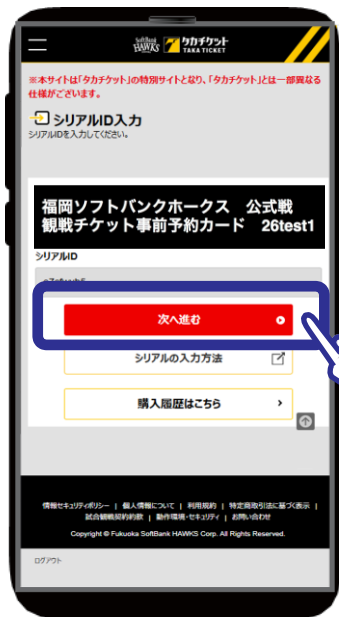 SoftBank HAWKS タカチケット TAKA TICKET
※本サイトは「タカチケット」の特別サイトとなり、「タカチケット」とは一部異なる
仕様がございます。
シリアルID入力
シリアルIDを入力してください。
福岡ソフトバンクホークス 公式戦
観戦チケット事前予約カード 26test1
シリアルID
次へ進む
シリアルの入力方法
購入履歴はこちら
情報セキュリティポリシー | 個人情報について | 利用規約 | 特定商取引法に基づく表示 |
試合観戦契約約款 | 動作環境・セキュリティ | お問い合わせ
Copyright © Fukuoka SoftBank HAWKS Corp. All Rights Reserved.
ログアウト